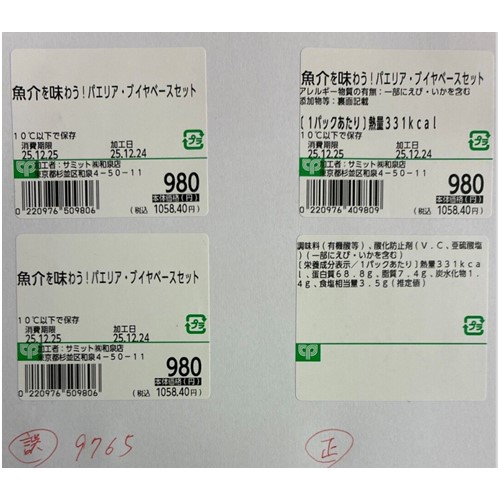 魚介を味わう!パエリア・ブイヤベースセット
10℃以下で保存
消費期限 加工日
25.12.25 25.12.24
加工者:サミット㈱和泉店
東京都杉並区和泉4-50-11
980
本体価格(円)
0220976509806
(税込 1058.40円)
プラ
魚介を味わう!パエリア・ブイヤベースセット
10℃以下で保存
消費期限 加工日
25.12.25 25.12.24
加工者:サミット㈱和泉店
東京都杉並区和泉4-50-11
980
本体価格(円)
0220976509806
(税込 1058.40円)
プラ
誤 9765
魚介を味わう!パエリア・ブイヤベースセット
アレルギー物質の有無:一部にえび・いかを含む
添加物等:裏面記載
[1パックあたり]熱量331kcal
10℃以下で保存
消費期限 加工日
25.12.25 25.12.24
加工者:サミット㈱和泉店
東京都杉並区和泉4-50-11
980
本体価格(円)
0220976409809
(税込 1058.40円)
プラ
調味料(有機酸等)、酸化防止剤(V.C、亜硫酸塩)
(一部にえび・いかを含む)
[栄養成分表示/1パックあたり]熱量331kca
l、蛋白質68.8g、脂質7.4g、炭水化物1.
4g、食塩相当量3.5g(推定値)
プラ
正